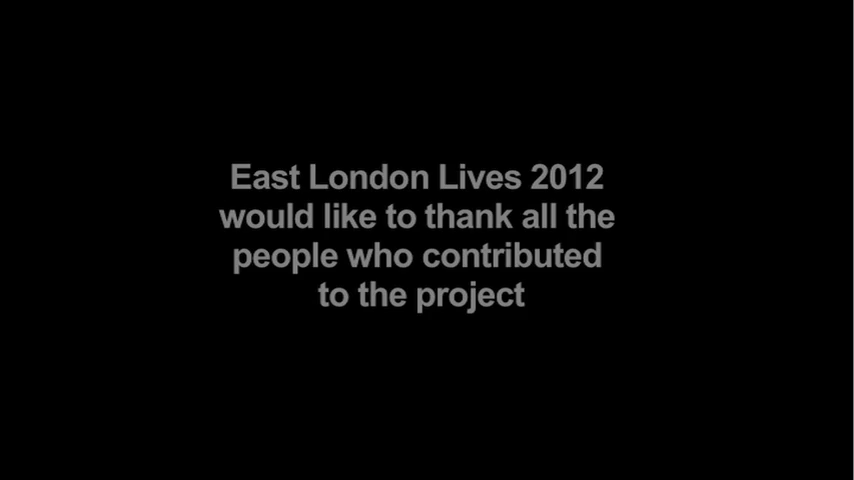 East London Lives 2012
would like to thank all the
people who contributed
to the project